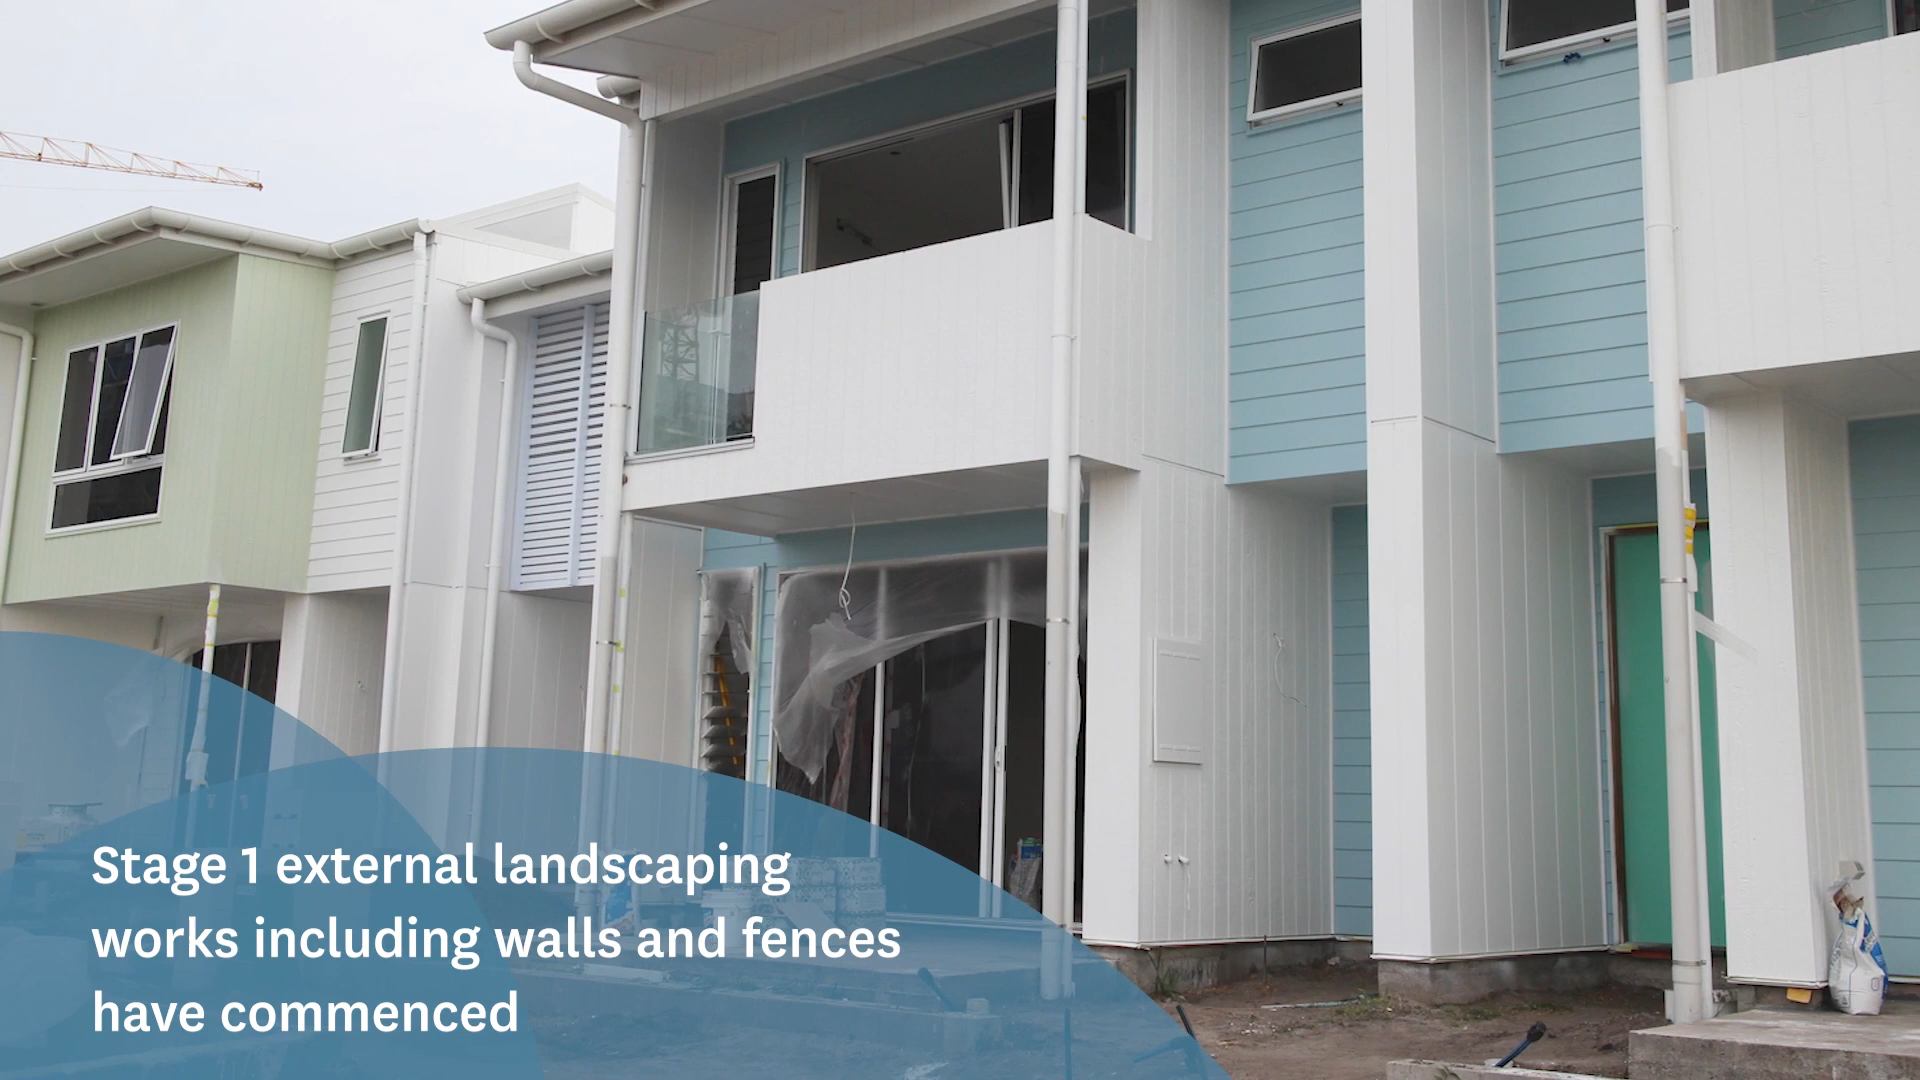 Stage 1 external landscaping
works including walls and fences
have commenced